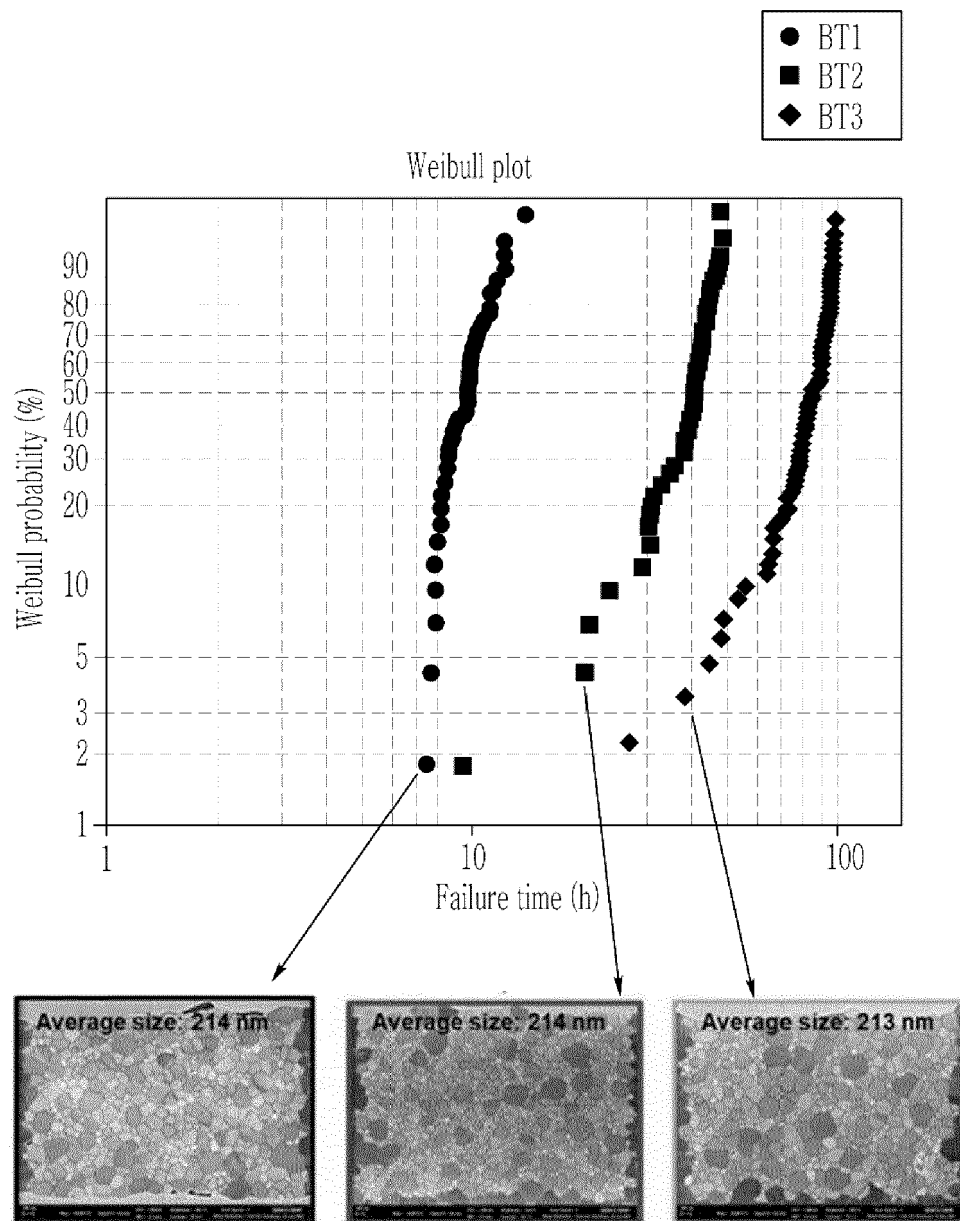 BT1
BT2
BT3
Weibull plot
Weibull probability (%)
90
80
70
60
50
40
30
20
10
5
3
2
1
1
10
100
Failure time (h)
Average size: 214 nm
Average size: 214 nm
Average size: 213 nm